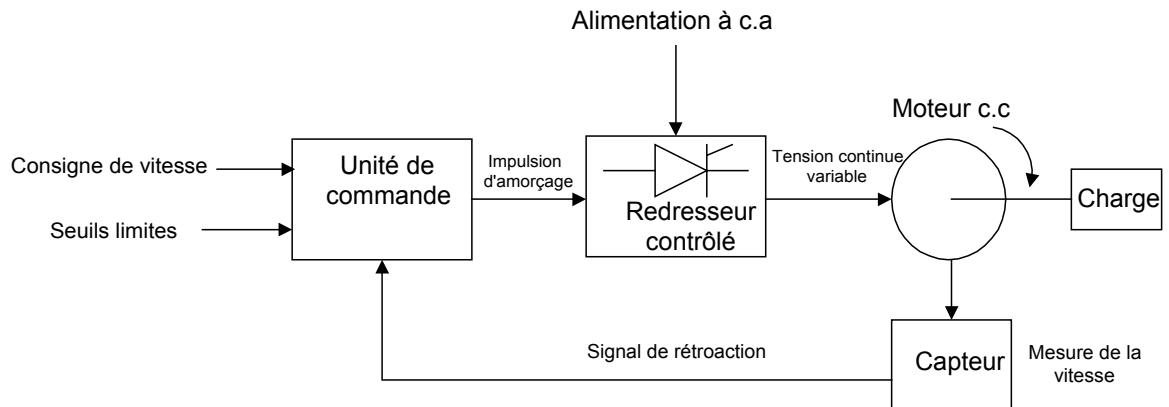 Alimentation à c.a
Moteur c.c
Consigne de vitesse
Seuils limites
Unité de
commande
Impulsion
d'amorçage
Redresseur
contrôlé
Tension continue
variable
Charge
Signal de rétroaction
Capteur
Mesure de la
vitesse